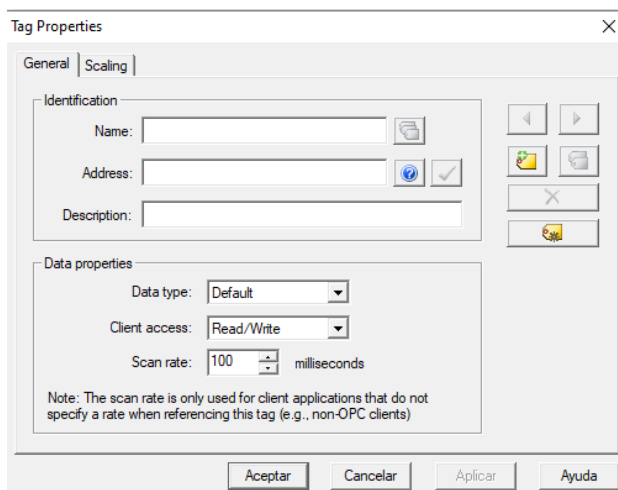 Tag Properties
General
Scaling
Identification
Name:
Address:
Description:
Data properties
Data type: Default
Client access: Read/Write
Scan rate: 100 milliseconds
Note: The scan rate is only used for client applications that do not
specify a rate when referencing this tag (e.g., non-OPC clients)
Aceptar
Cancelar
Aplicar
Ayuda